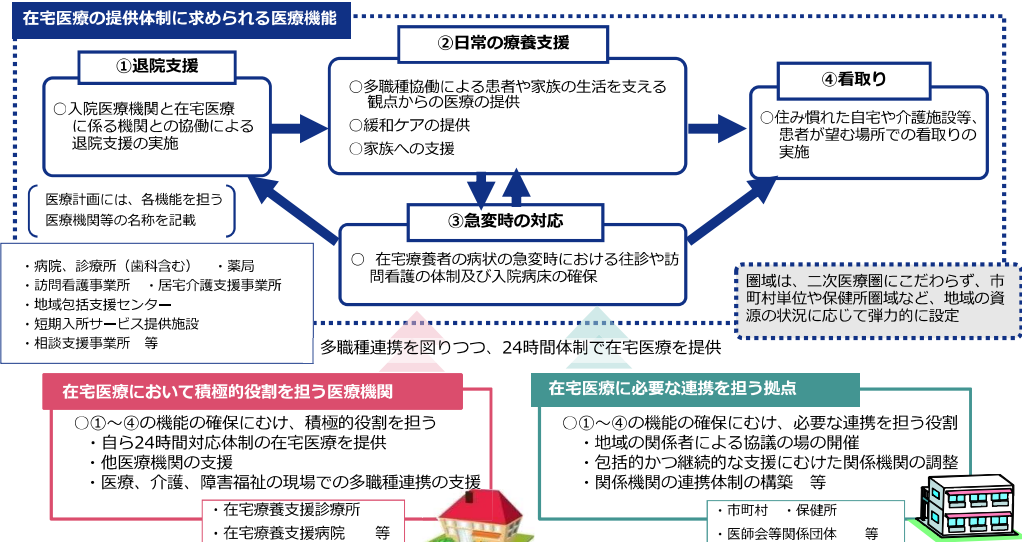 在宅医療の提供体制に求められる医療機能
①退院支援
○入院医療機関と在宅医療
に係る機関との協働による
退院支援の実施
②日常の療養支援
○多職種協働による患者や家族の生活を支える
観点からの医療の提供
○緩和ケアの提供
○家族への支援
④看取り
○住み慣れた自宅や介護施設等、
患者が望む場所での看取りの
実施
③急変時の対応
○ 在宅療養者の病状の急変時における往診や訪
問看護の体制及び入院病床の確保
医療計画には、各機能を担う
医療機関等の名称を記載
・病院、診療所（歯科含む） ・薬局
・訪問看護事業所 ・居宅介護支援事業所
・地域包括支援センター
・短期入所サービス提供施設
・相談支援事業所 等
圏域は、二次医療圏にこだわらず、市
町村単位や保健所圏域など、地域の資
源の状況に応じて弾力的に設定
多職種連携を図りつつ、24時間体制で在宅医療を提供
在宅医療において積極的役割を担う医療機関
○①～④の機能の確保にむけ、積極的役割を担う
・自ら24時間対応体制の在宅医療を提供
・他医療機関の支援
・医療、介護、障害福祉の現場での多職種連携の支援
・在宅療養支援診療所
・在宅療養支援病院 等
在宅医療に必要な連携を担う拠点
○①～④の機能の確保にむけ、必要な連携を担う役割
・地域の関係者による協議の場の開催
・包括的かつ継続的な支援にむけた関係機関の調整
・関係機関の連携体制の構築 等
・市町村 ・保健所
・医師会等関係団体 等